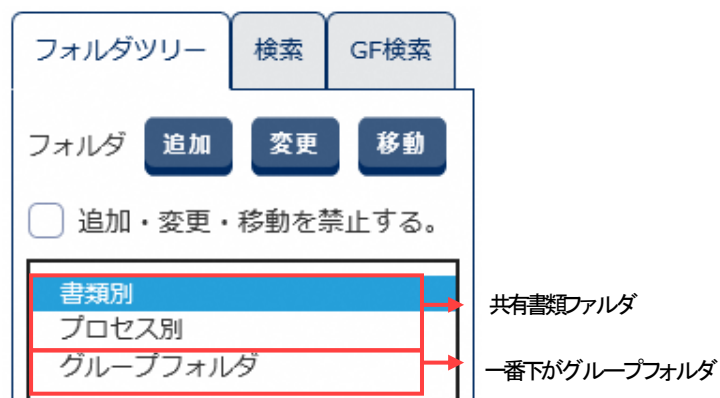 フォルダツリー 検索 GF検索
フォルダ 追加 変更 移動
追加・変更・移動を禁止する。
書類別
共有書類ファルダ
プロセス別
グループフォルダ
一番下がグループフォルダ